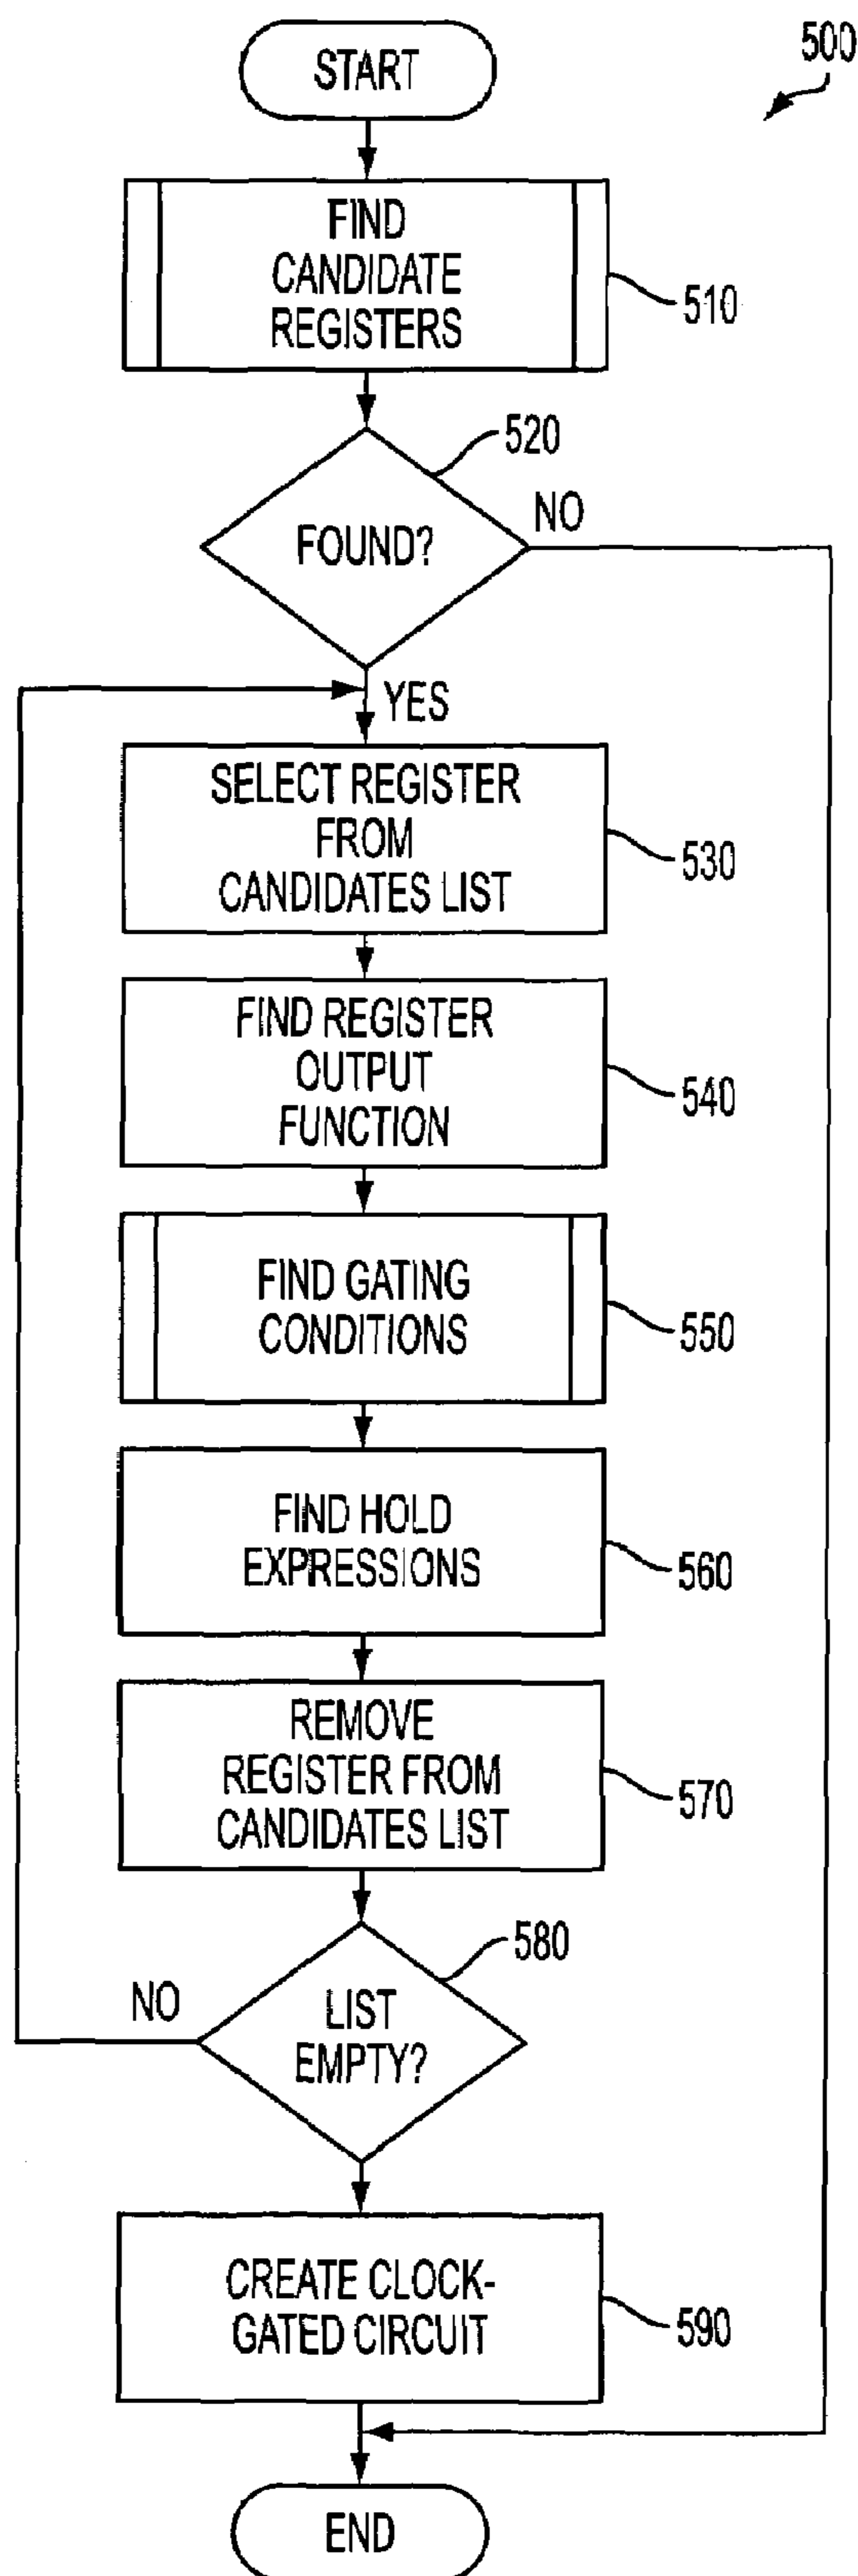 START
500
FIND
CANDIDATE
REGISTERS
510
520
FOUND?
NO
YES
SELECT REGISTER
FROM
CANDIDATES LIST
530
FIND REGISTER
OUTPUT
FUNCTION
540
FIND GATING
CONDITIONS
550
FIND HOLD
EXPRESSIONS
560
REMOVE
REGISTER FROM
CANDIDATES LIST
570
580
NO
LIST
EMPTY?
CREATE CLOCK-
GATED CIRCUIT
590
END